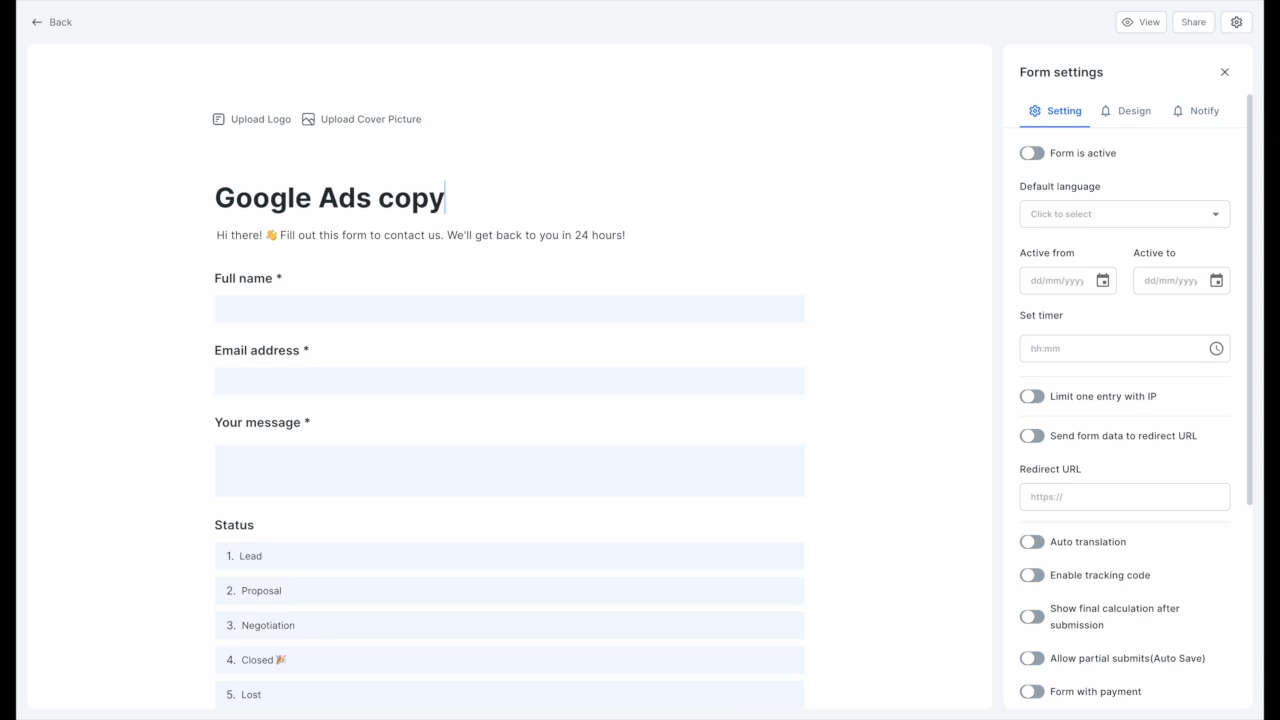 Back
View
Share
Upload Logo
Upload Cover Picture
Google Ads copy
Hi there! 👋 Fill out this form to contact us. We'll get back to you in 24 hours!
Full name *
Email address *
Your message *
Status
1. Lead
2. Proposal
3. Negotiation
4. Closed 🎉
5. Lost
Form settings
Setting
Design
Notify
Form is active
Default language
Click to select
Active from
Active to
dd/mm/yyyy
dd/mm/yyyy
Set timer
hh:mm
Limit one entry with IP
Send form data to redirect URL
Redirect URL
https://
Auto translation
Enable tracking code
Show final calculation after
submission
Allow partial submits(Auto Save)
Form with payment